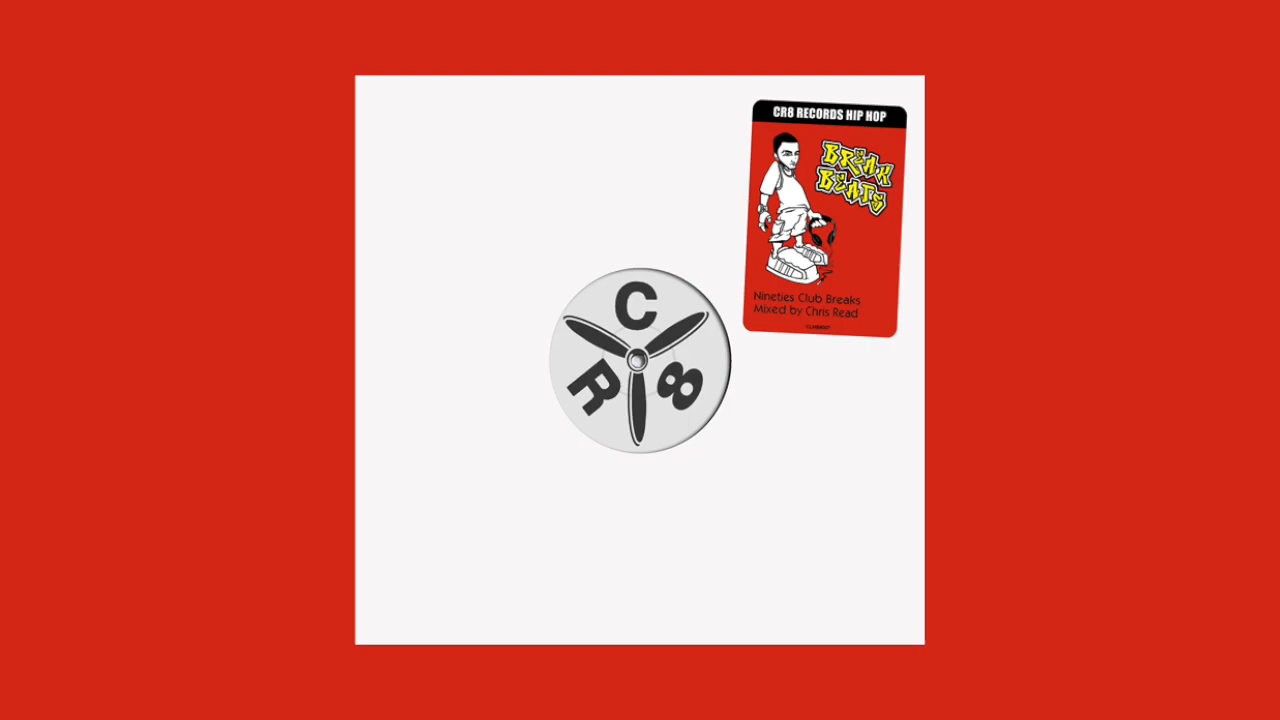 CR8 RECORDS HIP HOP
BREAK
BEATS
Nineties Club Breaks
Mixed by Chris Read
C
R 8